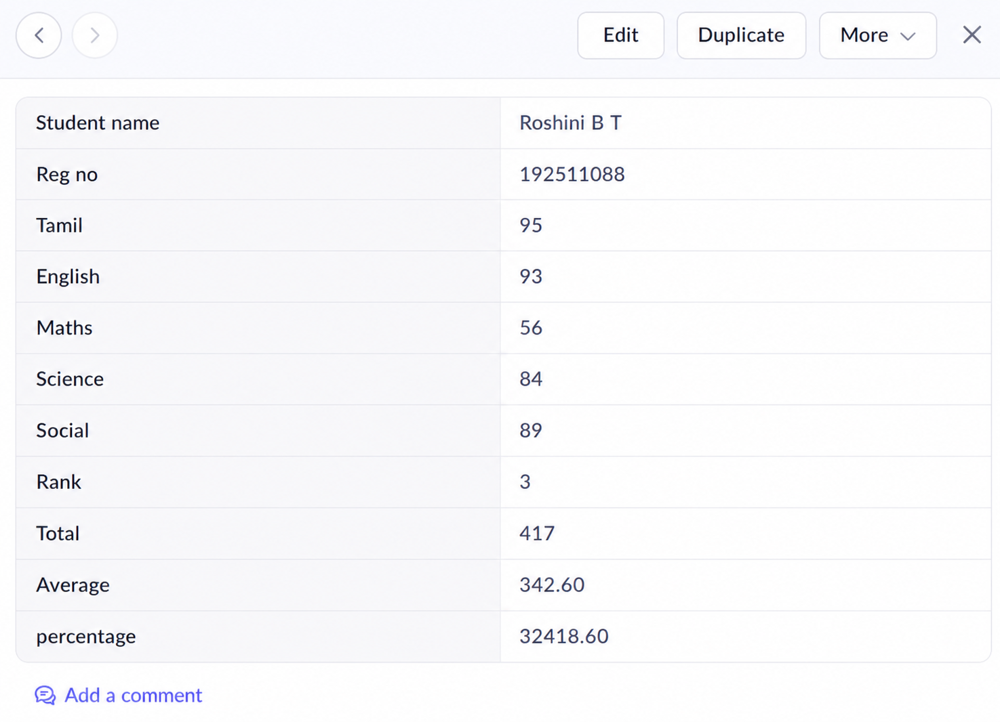 Edit Duplicate More
Student name Roshini B T
Reg no 192511088
Tamil 95
English 93
Maths 56
Science 84
Social 89
Rank 3
Total 417
Average 342.60
percentage 32418.60
Add a comment